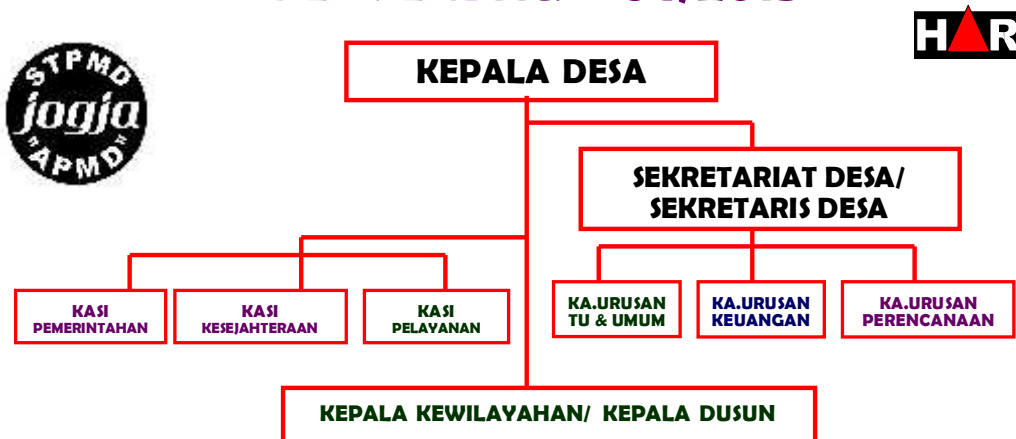 STPMD
jogja
"APMD"
HAR
KEPALA DESA
SEKRETARIAT DESA/
SEKRETARIS DESA
KASI
PEMERINTAHAN
KASI
KESEJAHTERAAN
KASI
PELAYANAN
KA.URUSAN
TU & UMUM
KA.URUSAN
KEUANGAN
KA.URUSAN
PERENCANAAN
KEPALA KEWILAYAHAN/ KEPALA DUSUN